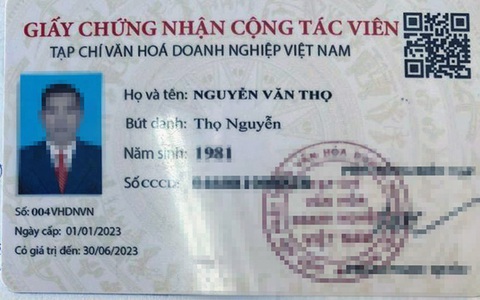 GIẤY CHỨNG NHẬN CỘNG TÁC VIÊN
TẠP CHÍ VĂN HOÁ DOANH NGHIỆP VIỆT NAM
Họ và tên: NGUYỄN VĂN THỌ
Bút danh: Thọ Nguyễn
Năm sinh: 1981
Số CCCD:
Số: 004VHDNVN
Ngày cấp: 01/01/2023
Có giá trị đến: 30/06/2023
VĂN HÓA